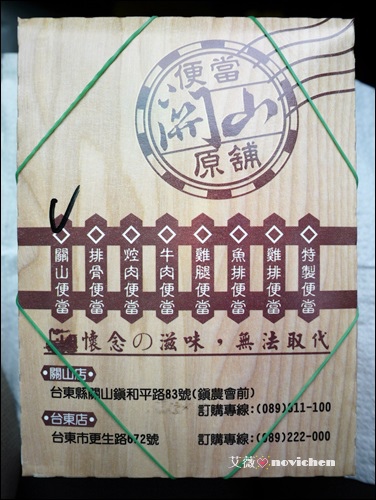 便當
關山
原舖
關山便當
排骨便當
焢肉便當
牛肉便當
雞腿便當
魚排便當
雞排便當
特製便當
懷念の滋味，無法取代
關山店
台東縣關山鎮和平路83號(鎮農會前)
訂購專線:(089)811-100
台東店
台東市更生路672號
訂購專線:(089)222-000
艾薇novichen